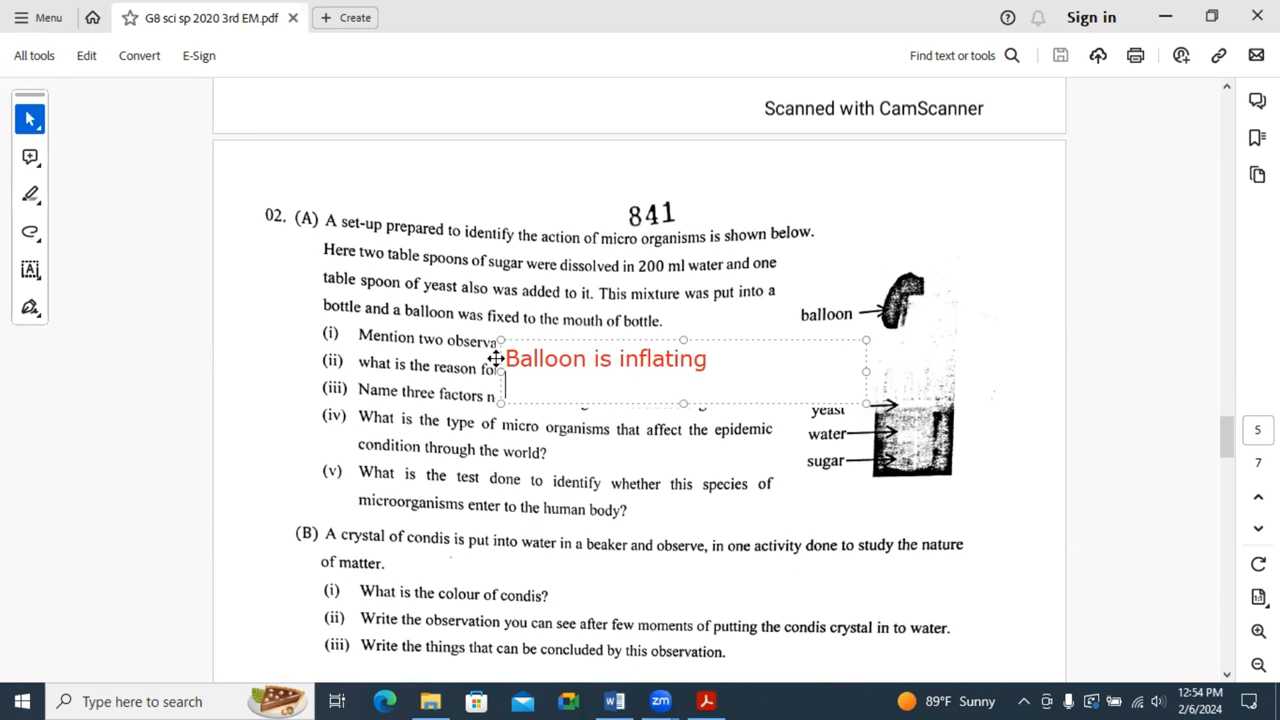 Menu
G8 sci sp 2020 3rd EM.pdf
Create
Sign in
All tools
Edit
Convert
E-Sign
Find text or tools
Scanned with CamScanner
841
02. (A) A set-up prepared to identify the action of micro organisms is shown below.
Here two table spoons of sugar were dissolved in 200 ml water and one
table spoon of yeast also was added to it. This mixture was put into a
bottle and a balloon was fixed to the mouth of bottle.
balloon
(i) Mention two observa
Balloon is inflating
(ii) what is the reason fo
(iii) Name three factors n
yeast
(iv) What is the type of micro organisms that affect the epidemic
condition through the world?
water
sugar
(v) What is the test done to identify whether this species of
microorganisms enter to the human body?
(B) A crystal of condis is put into water in a beaker and observe, in one activity done to study the nature
of matter.
(i) What is the colour of condis?
(ii) Write the observation you can see after few moments of putting the condis crystal in to water.
(iii) Write the things that can be concluded by this observation.
5
7
Type here to search
89°F Sunny
12:54 PM
2/6/2024